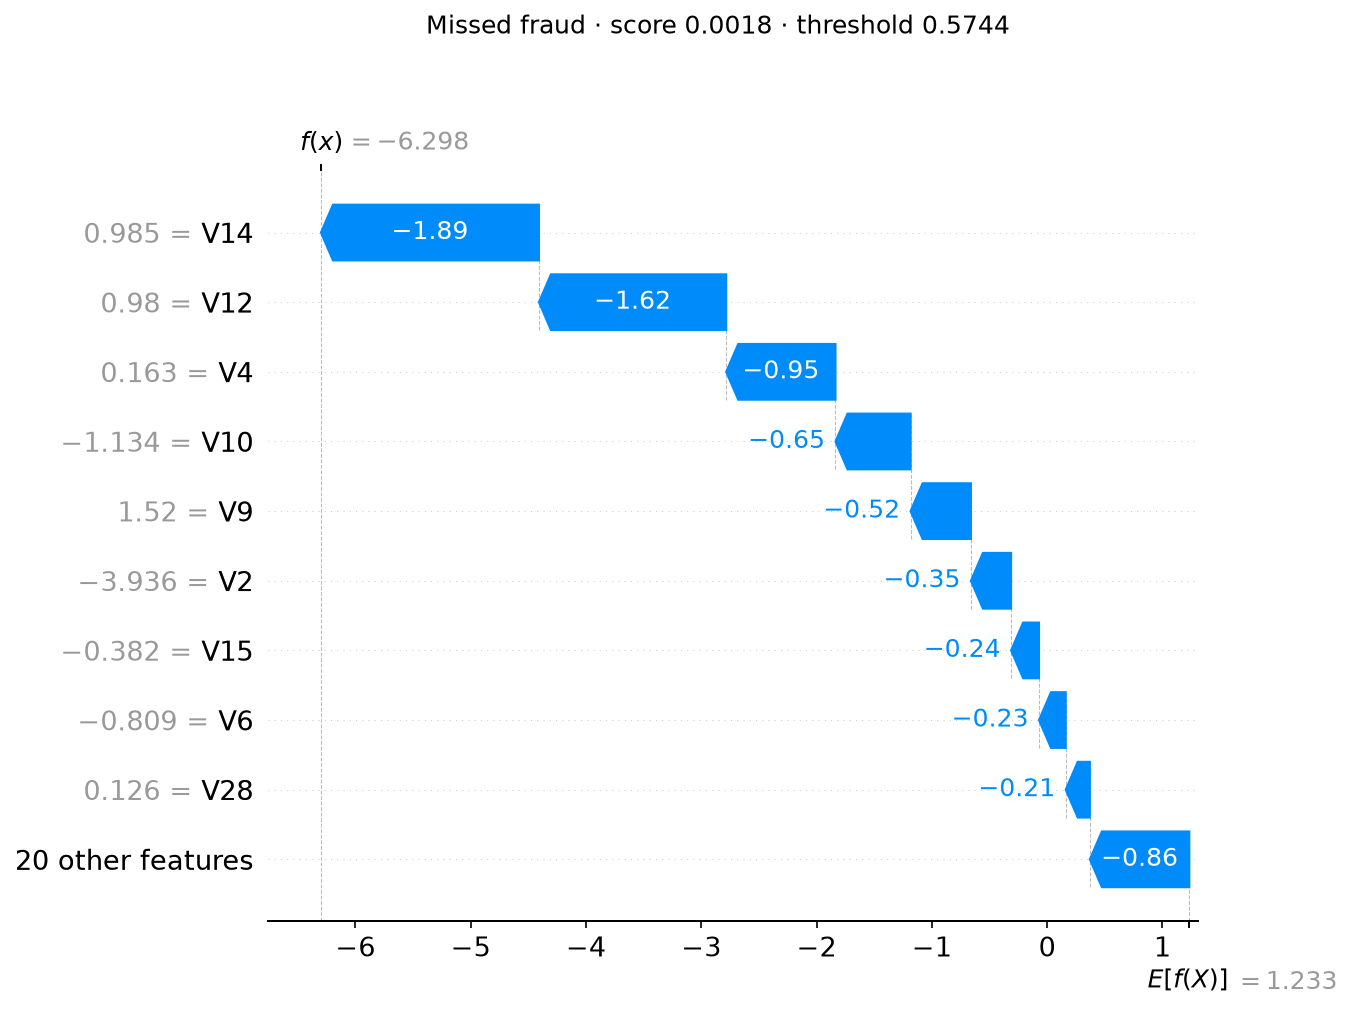 Missed fraud · score 0.0018 · threshold 0.5744
f(x) = −6.298
0.985 = V14 −1.89
0.98 = V12 −1.62
0.163 = V4 −0.95
−1.134 = V10 −0.65
1.52 = V9 −0.52
−3.936 = V2 −0.35
−0.382 = V15 −0.24
−0.809 = V6 −0.23
0.126 = V28 −0.21
20 other features −0.86
−6 −5 −4 −3 −2 −1 0 1
E[f(X)] = 1.233